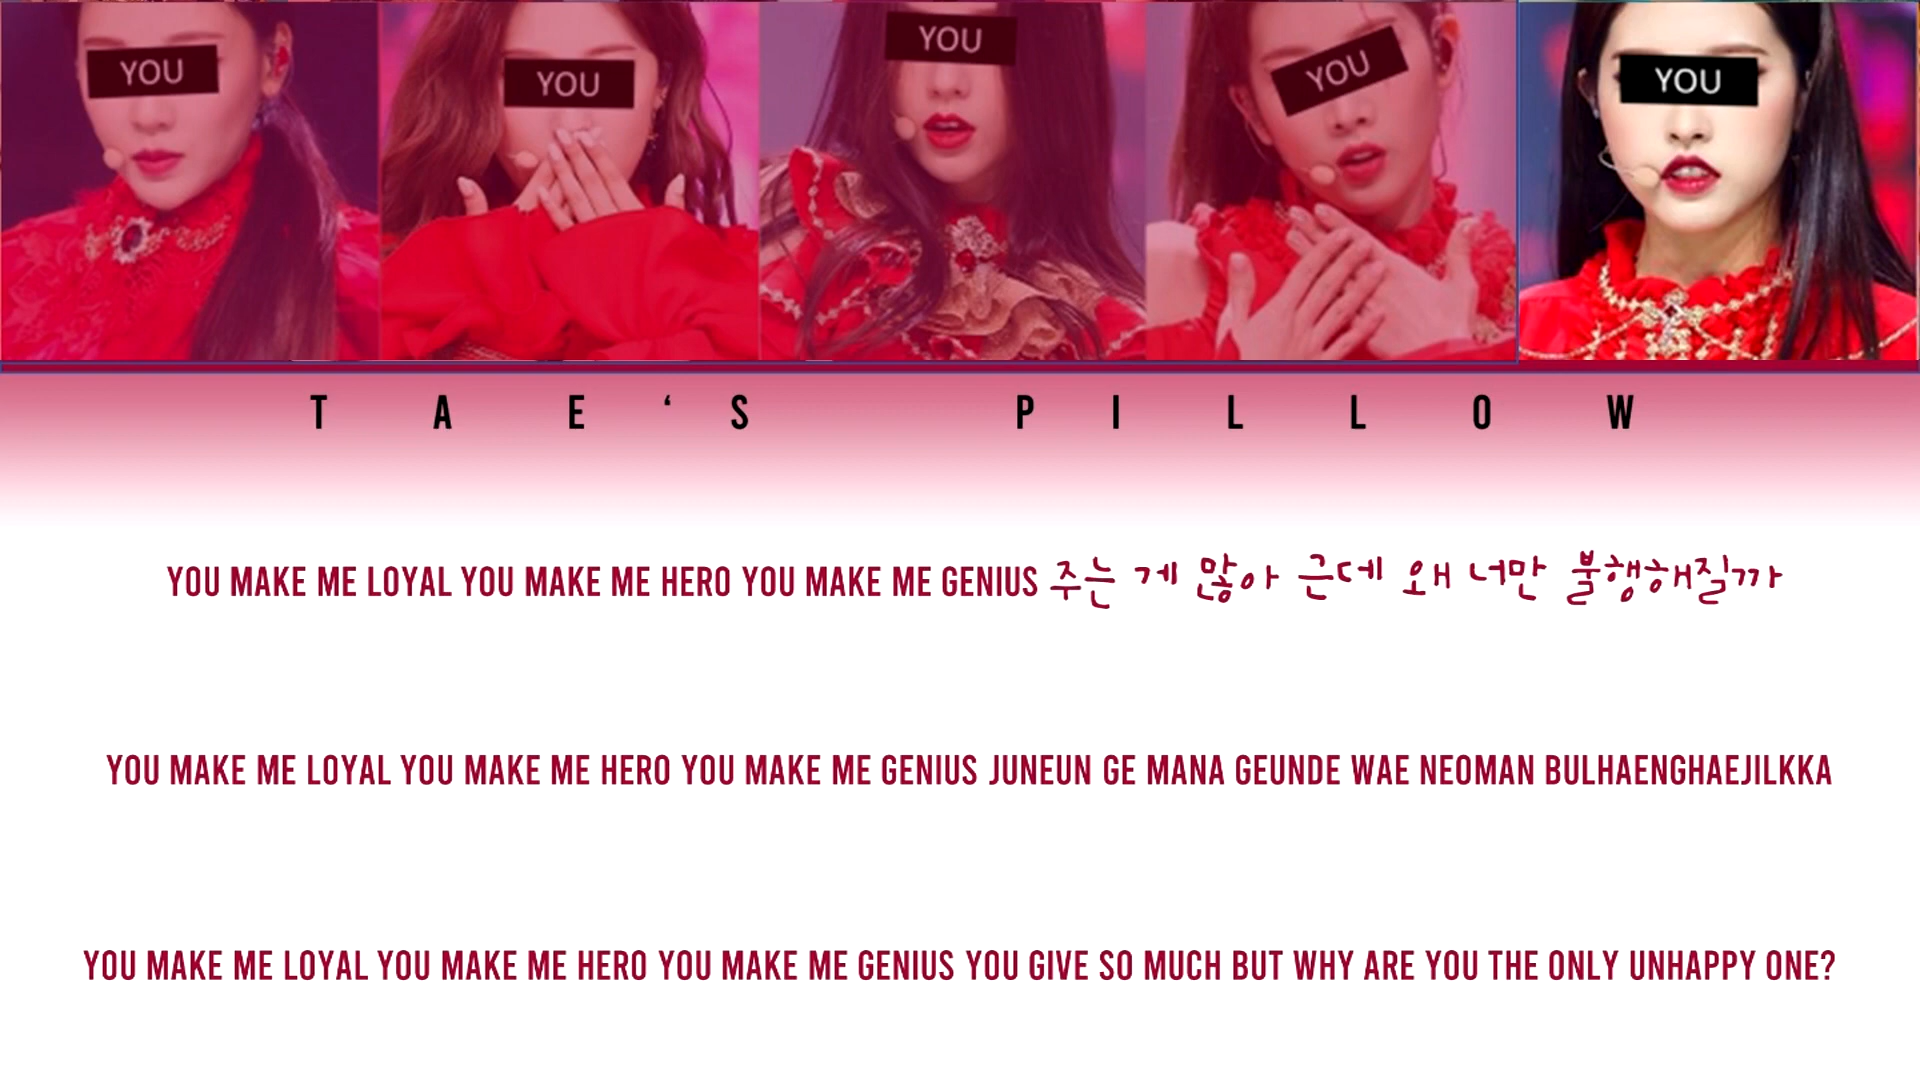 YOU
YOU
YOU
YOU
YOU
TAE‘S PILLOW
YOU MAKE ME LOYAL YOU MAKE ME HERO YOU MAKE ME GENIUS 주는 게 많아 근데 왜 너만 불행해질까
YOU MAKE ME LOYAL YOU MAKE ME HERO YOU MAKE ME GENIUS JUNEUN GE MANA GEUNDE WAE NEOMAN BULHAENGHAEJILKKA
YOU MAKE ME LOYAL YOU MAKE ME HERO YOU MAKE ME GENIUS YOU GIVE SO MUCH BUT WHY ARE YOU THE ONLY UNHAPPY ONE?